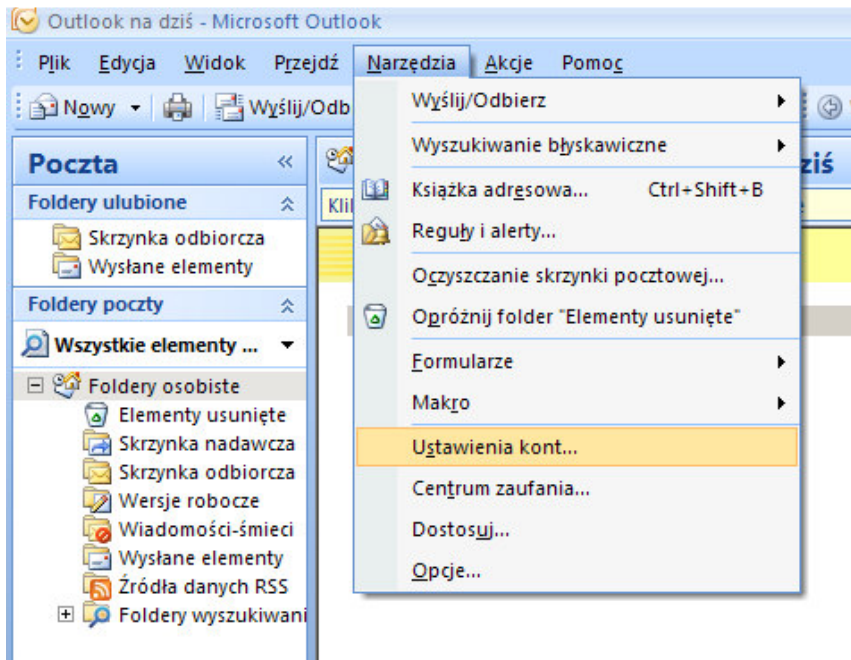 Outlook na dziś - Microsoft Outlook
Plik Edycja Widok Przejdź Narzędzia Akcje Pomoc
Nowy Wyślij/Odb
Wyślij/Odbierz
Wyszukiwanie błyskawiczne
Książka adresowa... Ctrl+Shift+B
Reguły i alerty...
Oczyszczanie skrzynki pocztowej...
Opróżnij folder "Elementy usunięte"
Formularze
Makro
Ustawienia kont...
Centrum zaufania...
Dostosuj...
Opcje...
Poczta
Foldery ulubione
Skrzynka odbiorcza
Wysłane elementy
Foldery poczty
Wszystkie elementy ...
Foldery osobiste
Elementy usunięte
Skrzynka nadawcza
Skrzynka odbiorcza
Wersje robocze
Wiadomości-śmieci
Wysłane elementy
Źródła danych RSS
Foldery wyszukiwani
ziś